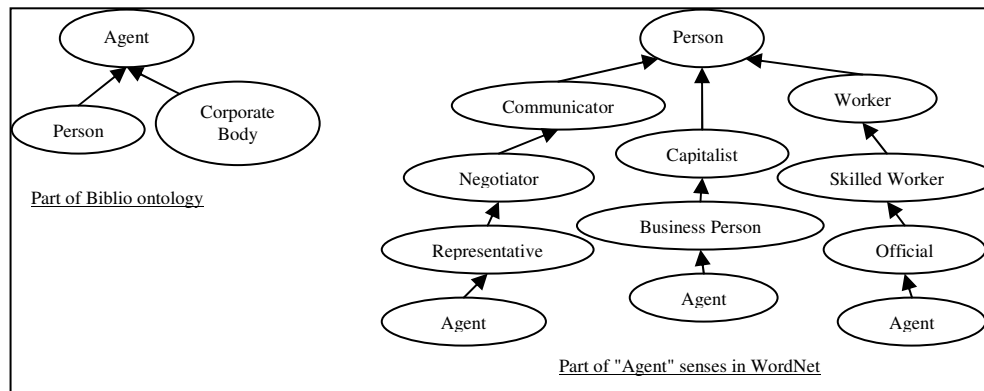 Agent
Person
Corporate
Body
Part of Biblio ontology
Person
Communicator
Worker
Capitalist
Negotiator
Skilled Worker
Business Person
Representative
Official
Agent
Agent
Agent
Part of "Agent" senses in WordNet